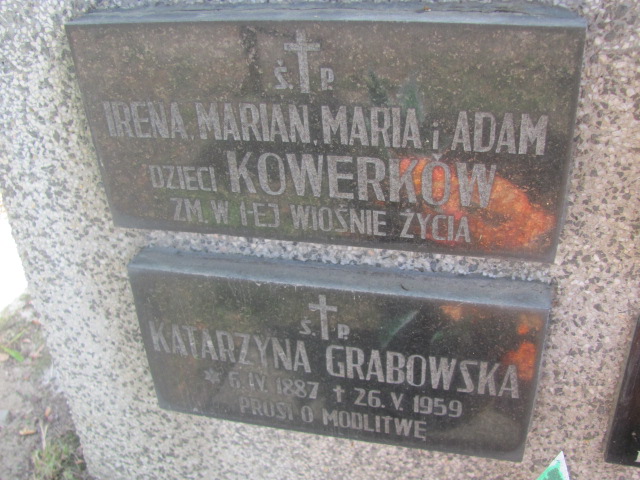 Ś. P.
IRENA, MARIAN, MARIA i ADAM
DZIECI KOWERKÓW
ZM. W I-EJ WIOŚNIE ŻYCIA
Ś. P.
KATARZYNA GRABOWSKA
* 6.IV.1887 † 26.V.1959
PROSI O MODLITWĘ